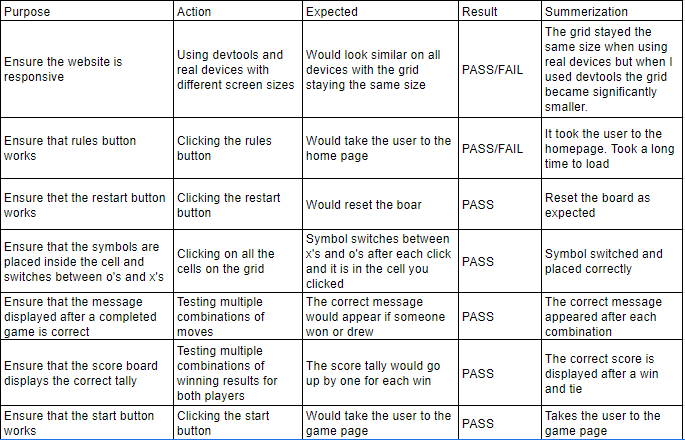 Purpose Action Expected Result Summerization
Ensure the website is
responsive
Using devtools and
real devices with
different screen sizes
Would look similar on all
devices with the grid
staying the same size
PASS/FAIL
The grid stayed the
same size when using
real devices but when I
used devtools the grid
became significantly
smaller.
Ensure that rules button
works
Clicking the rules
button
Would take the user to the
home page
PASS/FAIL
It took the user to the
homepage. Took a long
time to load
Ensure thet the restart button
works
Clicking the restart
button
Would reset the boar
PASS
Reset the board as
expected
Ensure that the symbols are
placed inside the cell and
switches between o's and x's
Clicking on all the
cells on the grid
Symbol switches between
x's and o's after each click
and it is in the cell you
clicked
PASS
Symbol switched and
placed correctly
Ensure that the message
displayed after a completed
game is correct
Testing multiple
combinations of
moves
The correct message
would appear if someone
won or drew
PASS
The correct message
appeared after each
combination
Ensure that the score board
displays the correct tally
Testing multiple
combinations of
winning results for
both players
The score tally would go
up by one for each win
PASS
The correct score is
displayed after a win
and tie
Ensure that the start button
works
Clicking the start
button
Would take the user to the
game page
PASS
Takes the user to the
game page